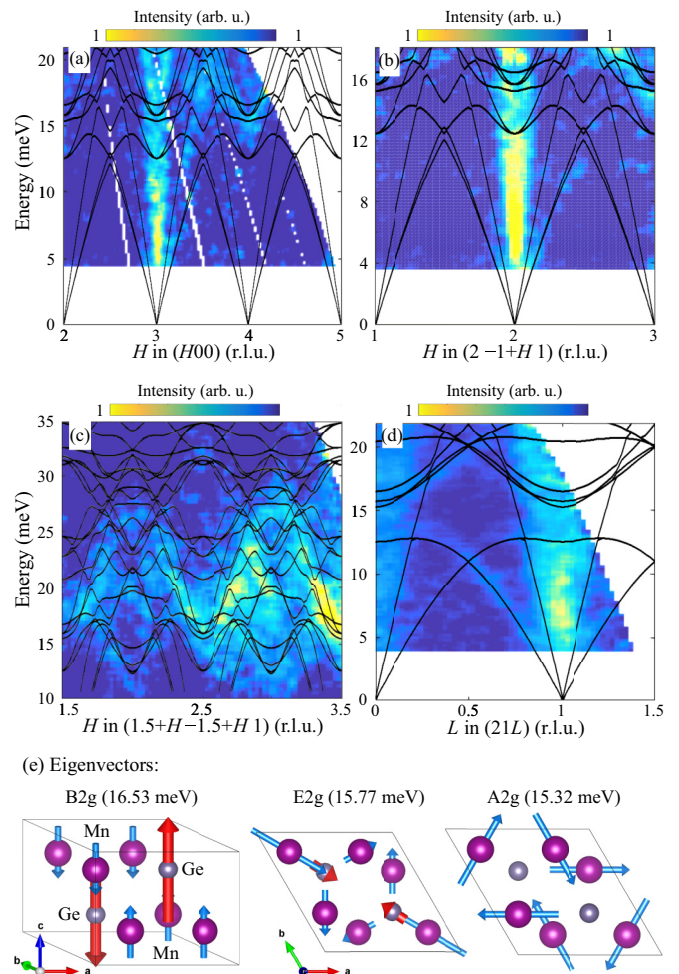 Intensity (arb. u.)
1 1
(a)
Energy (meV)
20
15
10
5
0
2 3 4 5
H in (H00) (r.l.u.)
Intensity (arb. u.)
1 1
(b)
16
12
8
4
0
1 2 3
H in (2 −1+H 1) (r.l.u.)
Intensity (arb. u.)
1
(c)
Energy (meV)
35
30
25
20
15
10
1.5 2.5 3.5
H in (1.5+H −1.5+H 1) (r.l.u.)
Intensity (arb. u.)
1
(d)
20
15
10
5
0
0 0.5 1 1.5
L in (21L) (r.l.u.)
(e) Eigenvectors:
B2g (16.53 meV) E2g (15.77 meV) A2g (15.32 meV)
Mn
Ge
Ge
Mn
c
b
a
b
c
a